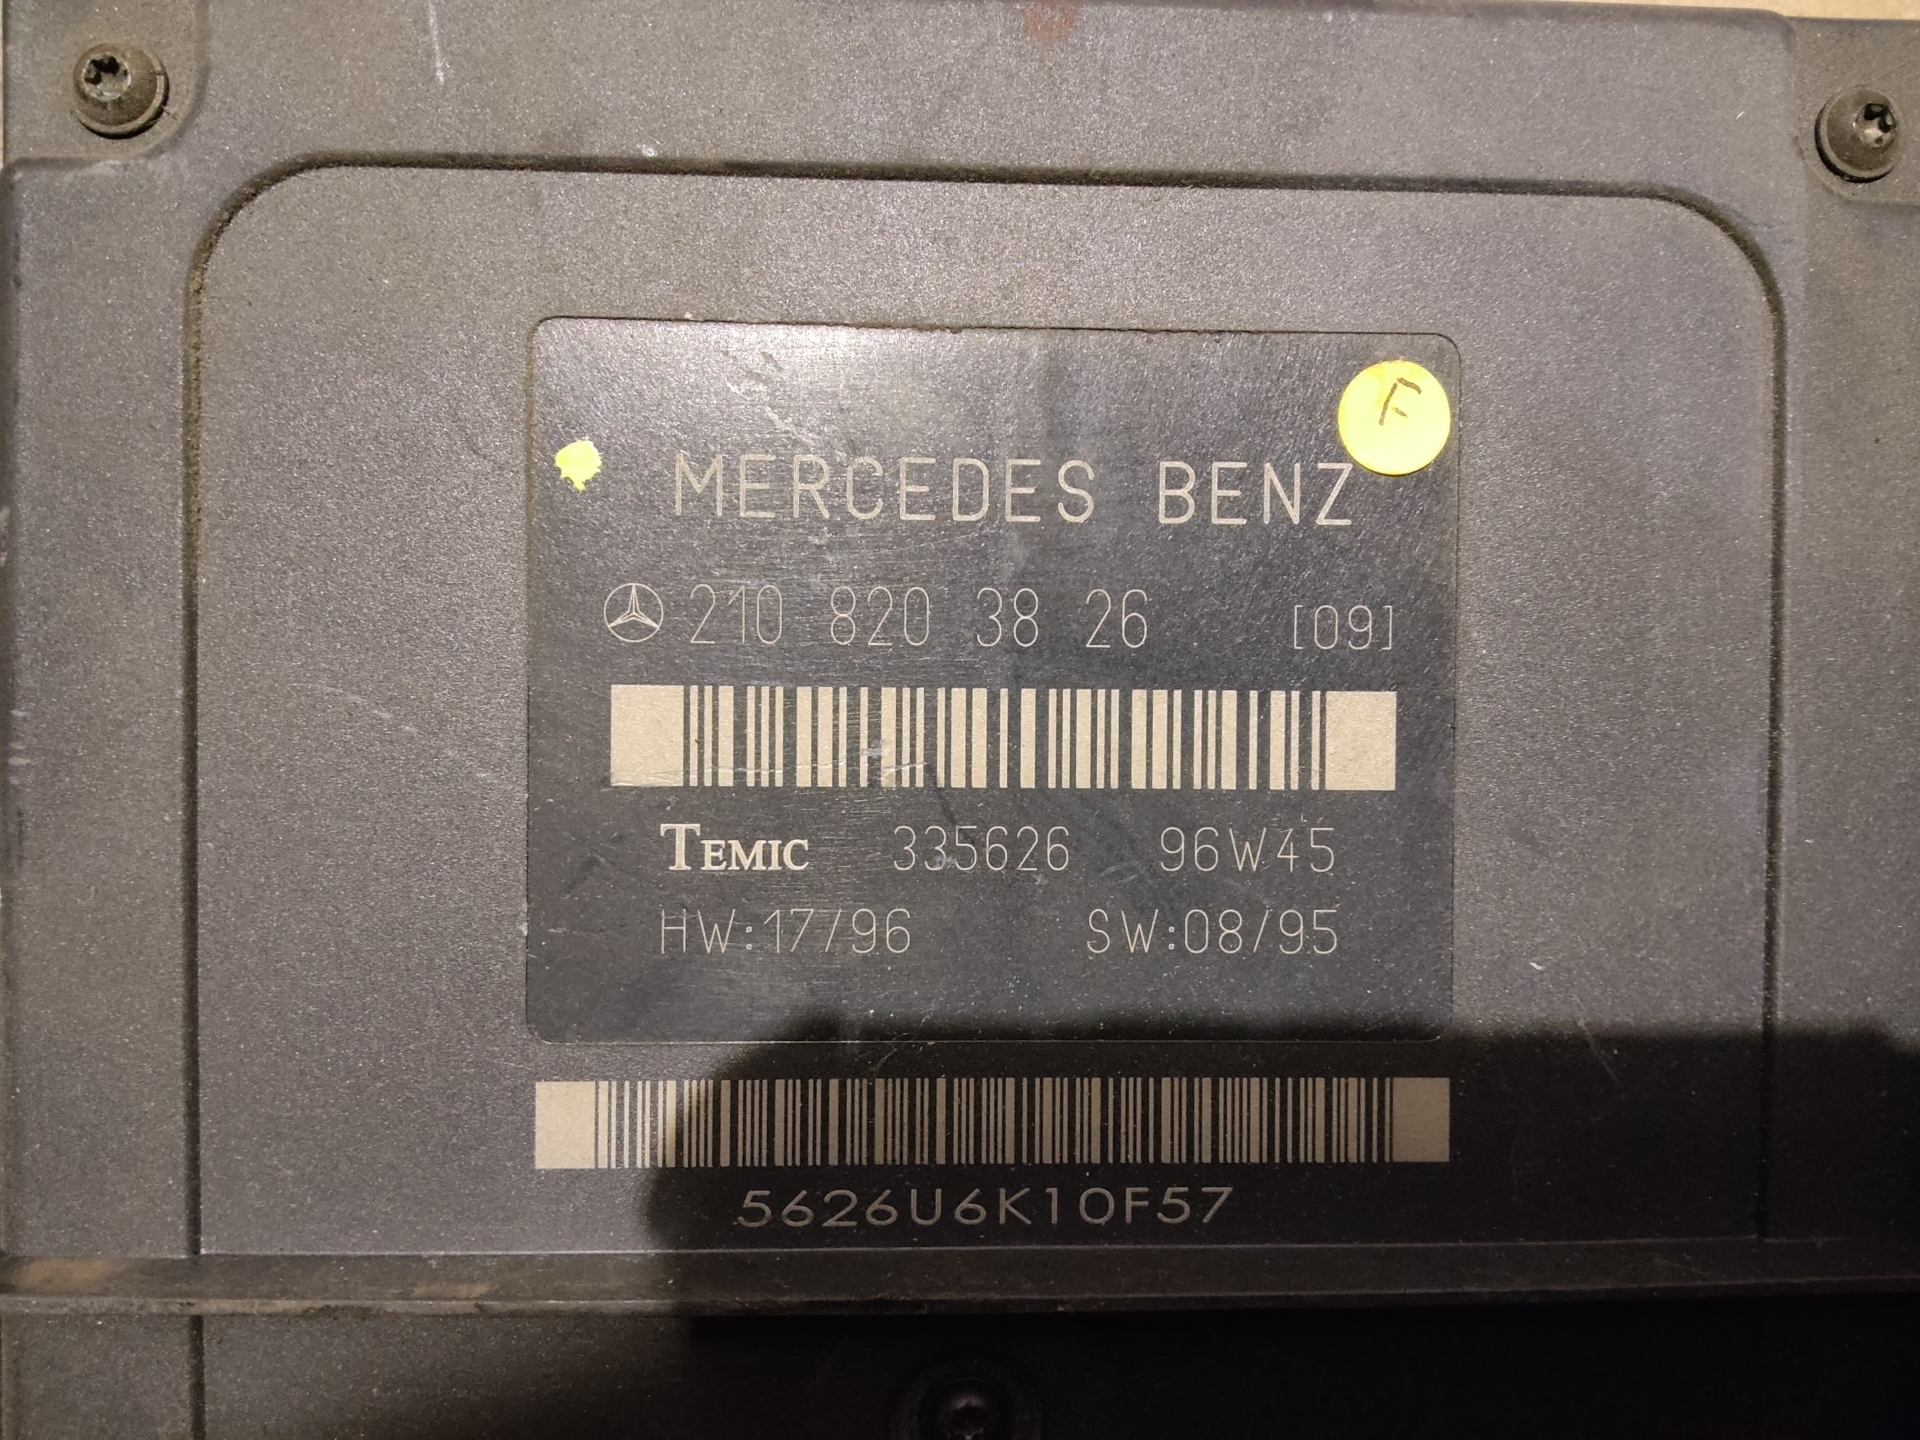 F
MERCEDES BENZ
210 820 38 26 [09]
TEMIC 335626 96W45
HW:17/96 SW:08/95
5626U6K10F57